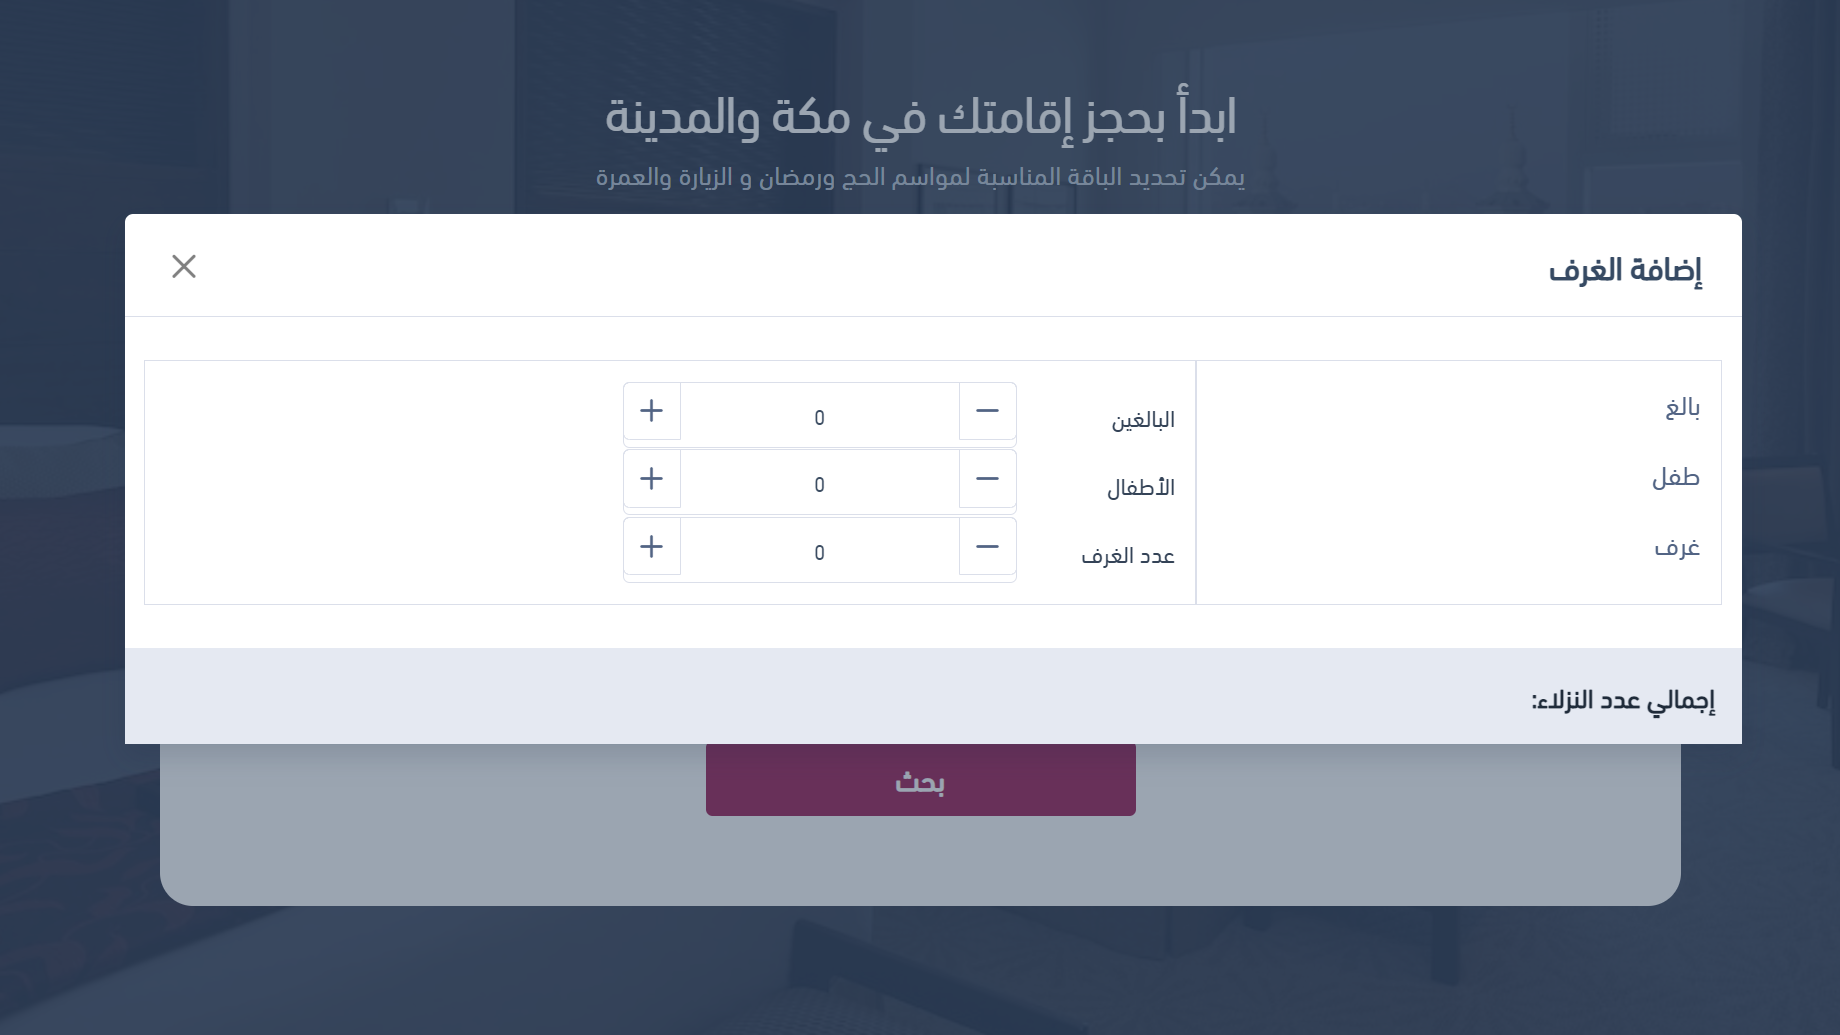 ابدأ بحجز إقامتك في مكة والمدينة
يمكن تحديد الباقة المناسبة لمواسم الحج ورمضان و الزيارة والعمرة
إضافة الغرف
بالغ
طفل
غرف
البالغين
0
الأطفال
0
عدد الغرف
0
إجمالي عدد النزلاء:
بحث